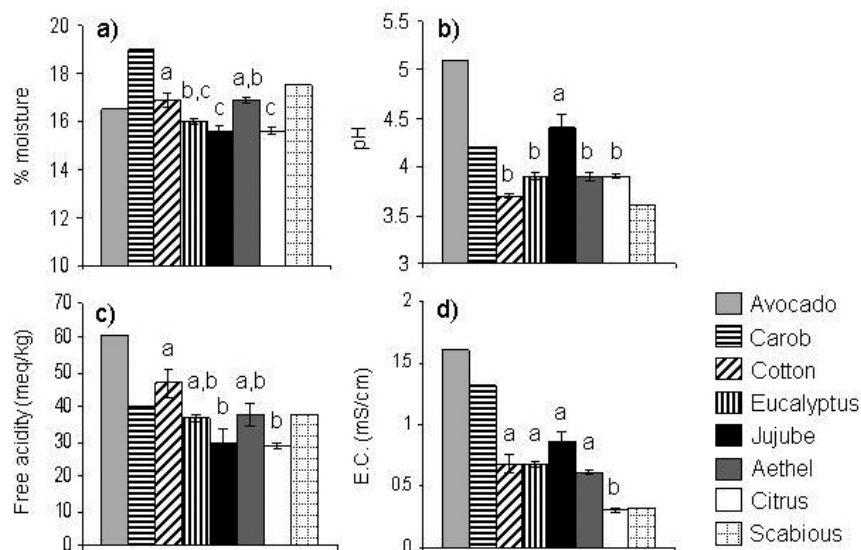 a)
% moisture
20
18
16
14
12
10
a
b,c
c
a,b
c
b)
pH
5.5
5
4.5
4
3.5
3
b
b
a
b
b
c)
Free acidity (meq/kg)
70
60
50
40
30
20
10
0
a
a,b
b
a,b
b
d)
E.C. (mS/cm)
2
1.5
1
0.5
0
a
a
a
a
b
Avocado
Carob
Cotton
Eucalyptus
Jujube
Aethel
Citrus
Scabious